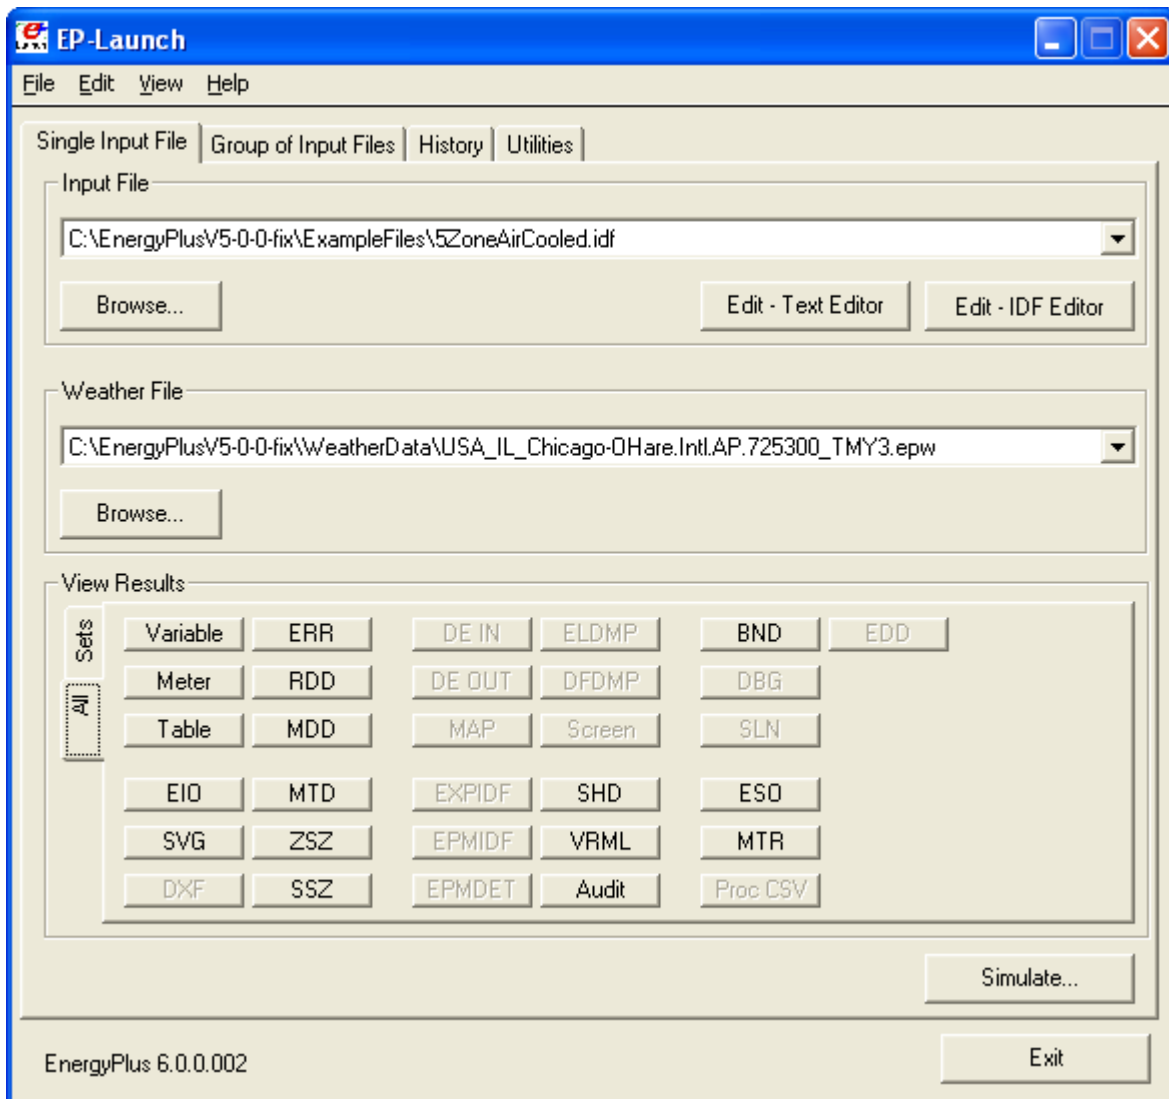 EP-Launch
File Edit View Help
Single Input File Group of Input Files History Utilities
Input File
C:\EnergyPlusV5-0-0-fix\ExampleFiles\5ZoneAirCooled.idf
Browse... Edit - Text Editor Edit - IDF Editor
Weather File
C:\EnergyPlusV5-0-0-fix\WeatherData\USA_IL_Chicago-OHare.Intl.AP.725300_TMY3.epw
Browse...
View Results
Sets
All
Variable ERR DE IN ELDMP BND EDD
Meter RDD DE OUT DFDMP DBG
Table MDD MAP Screen SLN
EIO MTD EXPIDF SHD ESO
SVG ZSZ EPMIDF VRML MTR
DXF SSZ EPMDET Audit Proc CSV
Simulate...
EnergyPlus 6.0.0.002 Exit